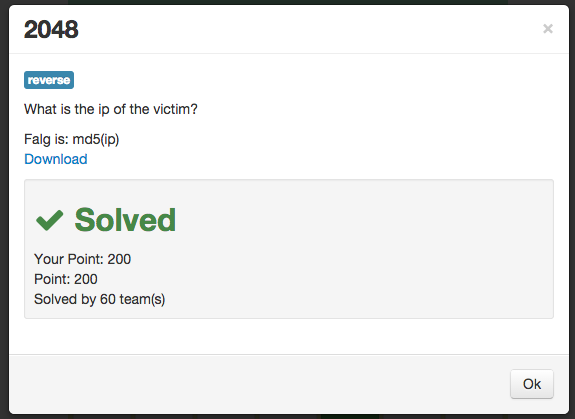 2048
×
reverse
What is the ip of the victim?
Falg is: md5(ip)
Download
Solved
Your Point: 200
Point: 200
Solved by 60 team(s)
Ok